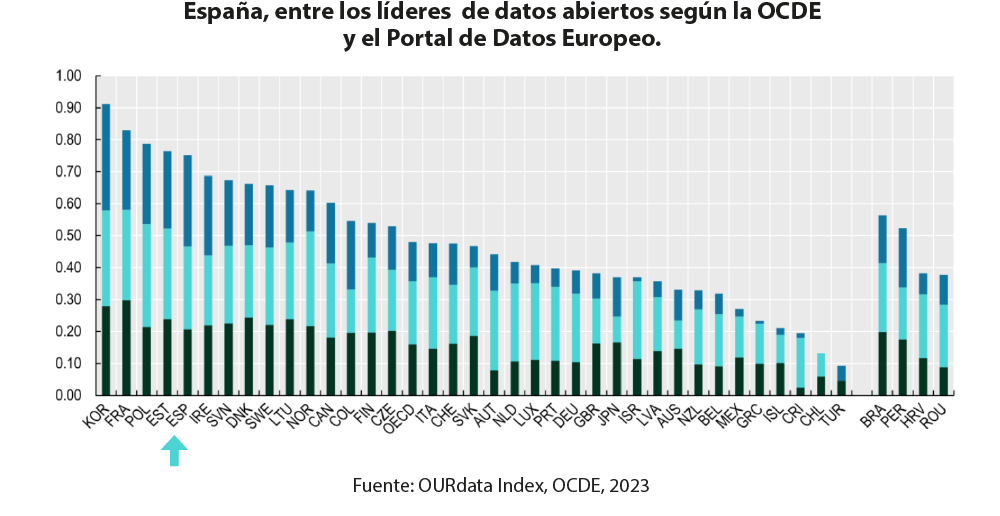 España, entre los líderes de datos abiertos según la OCDE
y el Portal de Datos Europeo.
1.00
0.90
0.80
0.70
0.60
0.50
0.40
0.30
0.20
0.10
0.00
KOR FRA POL EST ESP IRE SVN DNK SWE LTU NOR CAN COL FIN CZE OECD ITA CHE SVK AUT NLD LUX PRT DEU GBR JPN ISR LVA AUS NZL BEL MEX GRC ISL CRI CHL TUR BRA PER HRV ROU
Fuente: OURdata Index, OCDE, 2023